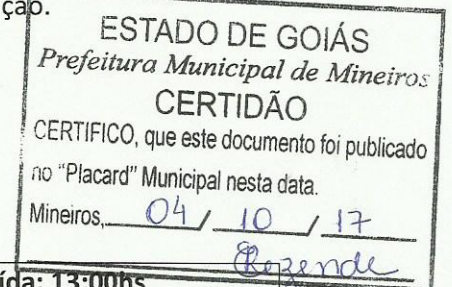 ção.
ESTADO DE GOIÁS
Prefeitura Municipal de Mineiros
CERTIDÃO
CERTIFICO, que este documento foi publicado
no "Placard" Municipal nesta data.
Mineiros, 04 / 10 / 17
Rezende
ída: 13:00hs